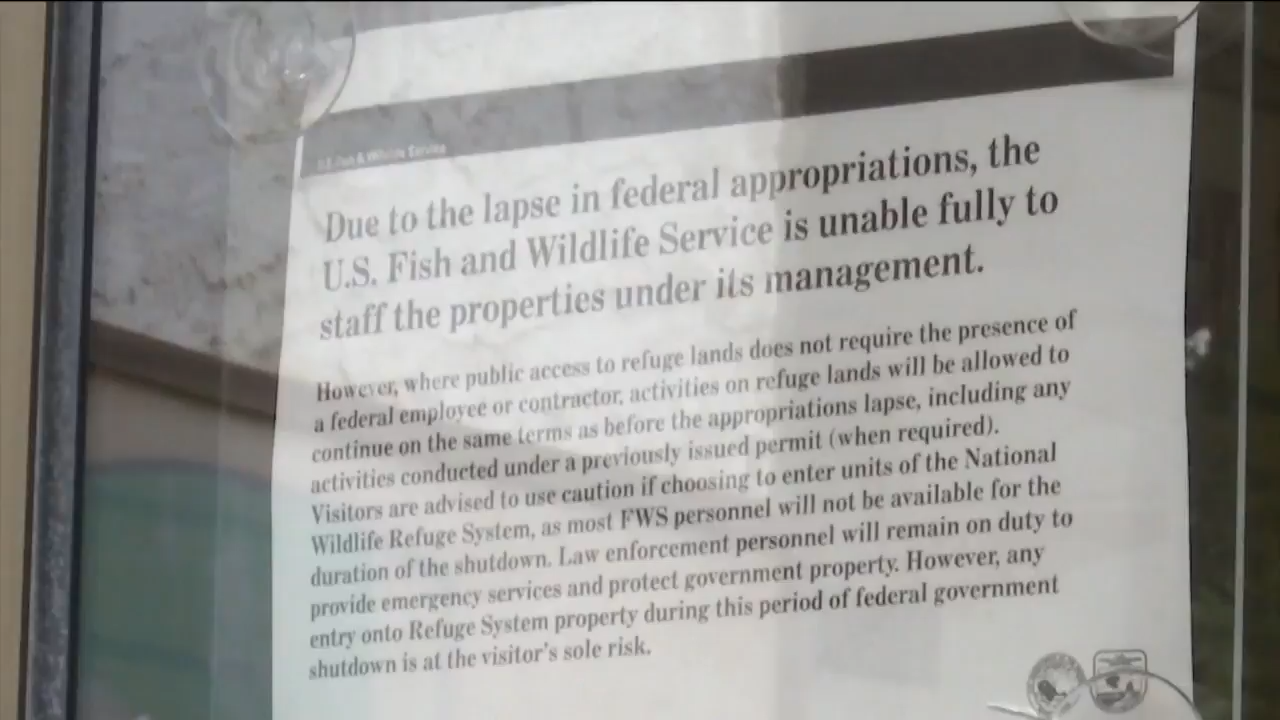 U.S. Fish & Wildlife Service
Due to the lapse in federal appropriations, the
U.S. Fish and Wildlife Service is unable fully to
staff the properties under its management.
However, where public access to refuge lands does not require the presence of
a federal employee or contractor, activities on refuge lands will be allowed to
continue on the same terms as before the appropriations lapse, including any
activities conducted under a previously issued permit (when required).
Visitors are advised to use caution if choosing to enter units of the National
Wildlife Refuge System, as most FWS personnel will not be available for the
duration of the shutdown. Law enforcement personnel will remain on duty to
provide emergency services and protect government property. However, any
entry onto Refuge System property during this period of federal government
shutdown is at the visitor's sole risk.